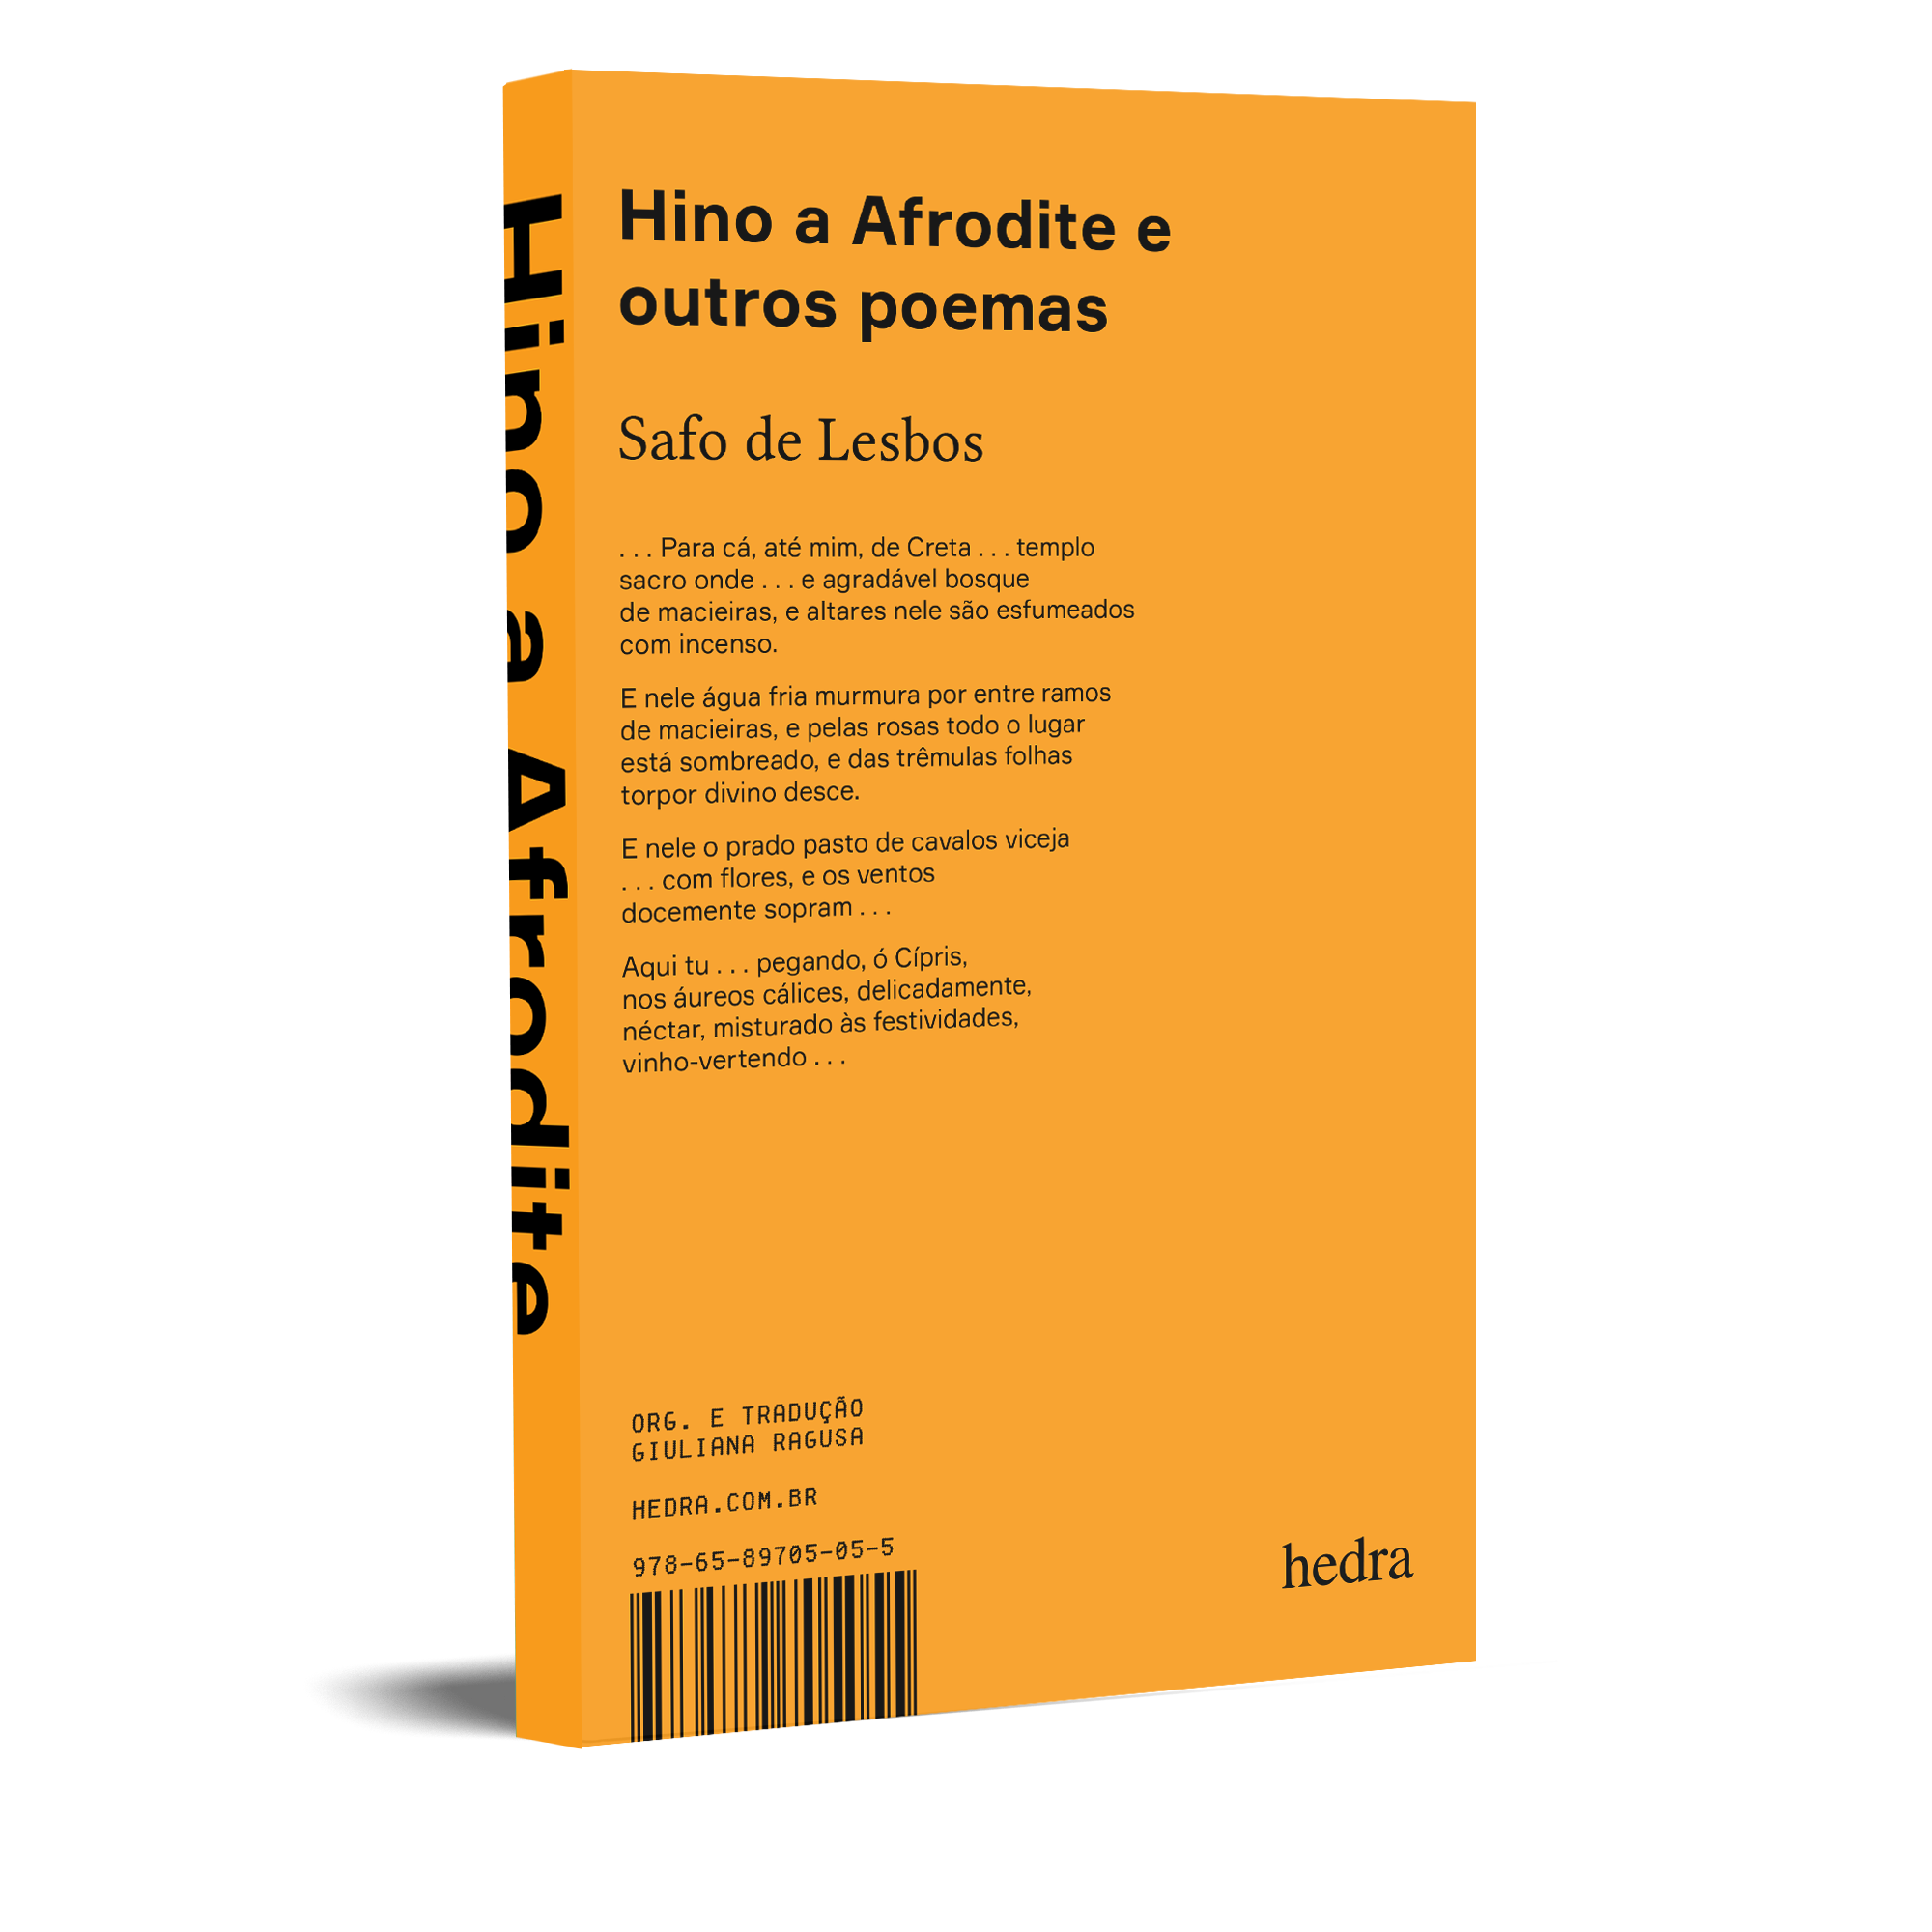 Hino a Afrodite
Hino a Afrodite e
outros poemas
Safo de Lesbos
. . . Para cá, até mim, de Creta . . . templo
sacro onde . . . e agradável bosque
de macieiras, e altares nele são esfumeados
com incenso.
E nele água fria murmura por entre ramos
de macieiras, e pelas rosas todo o lugar
está sombreado, e das trêmulas folhas
torpor divino desce.
E nele o prado pasto de cavalos viceja
. . . com flores, e os ventos
docemente sopram . . .
Aqui tu . . . pegando, ó Cípris,
nos áureos cálices, delicadamente,
néctar, misturado às festividades,
vinho-vertendo . . .
ORG. E TRADUÇÃO
GIULIANA RAGUSA
HEDRA.COM.BR
978-65-89705-05-5
hedra